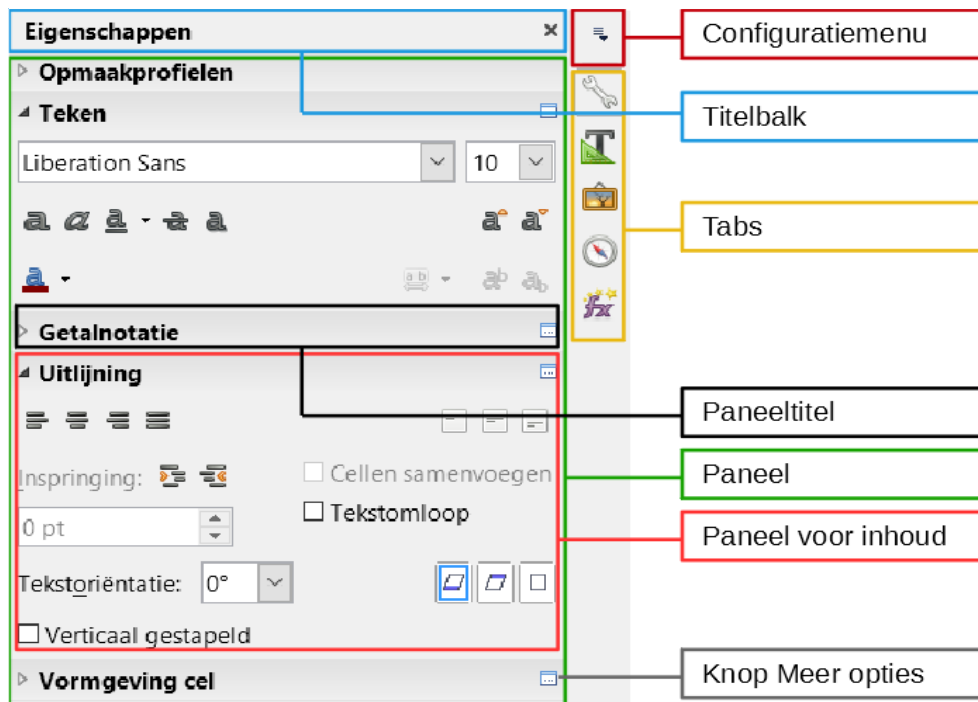 Eigenschappen
Configuratiemenu
Opmaakprofielen
Teken
Titelbalk
Liberation Sans
10
Tabs
Getalnotatie
Uitlijning
Paneeltitel
Inspringing:
Cellen samenvoegen
Paneel
0 pt
Tekstomloop
Paneel voor inhoud
Tekstoriëntatie:
0°
Verticaal gestapeld
Vormgeving cel
Knop Meer opties